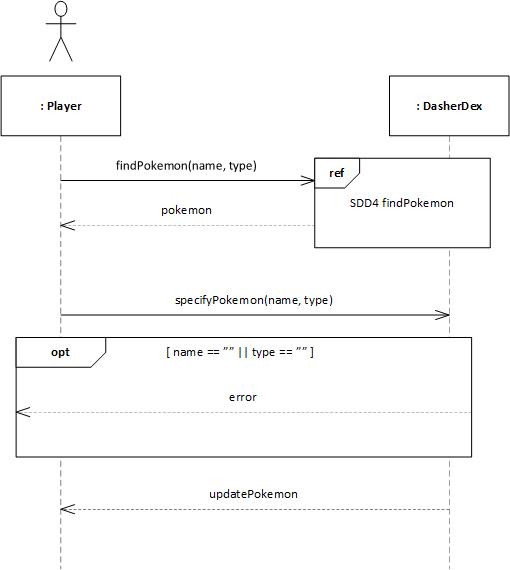 : Player
: DasherDex
findPokemon(name, type)
ref
SDD4 findPokemon
pokemon
specifyPokemon(name, type)
opt
[ name == ”” || type == ”” ]
error
updatePokemon